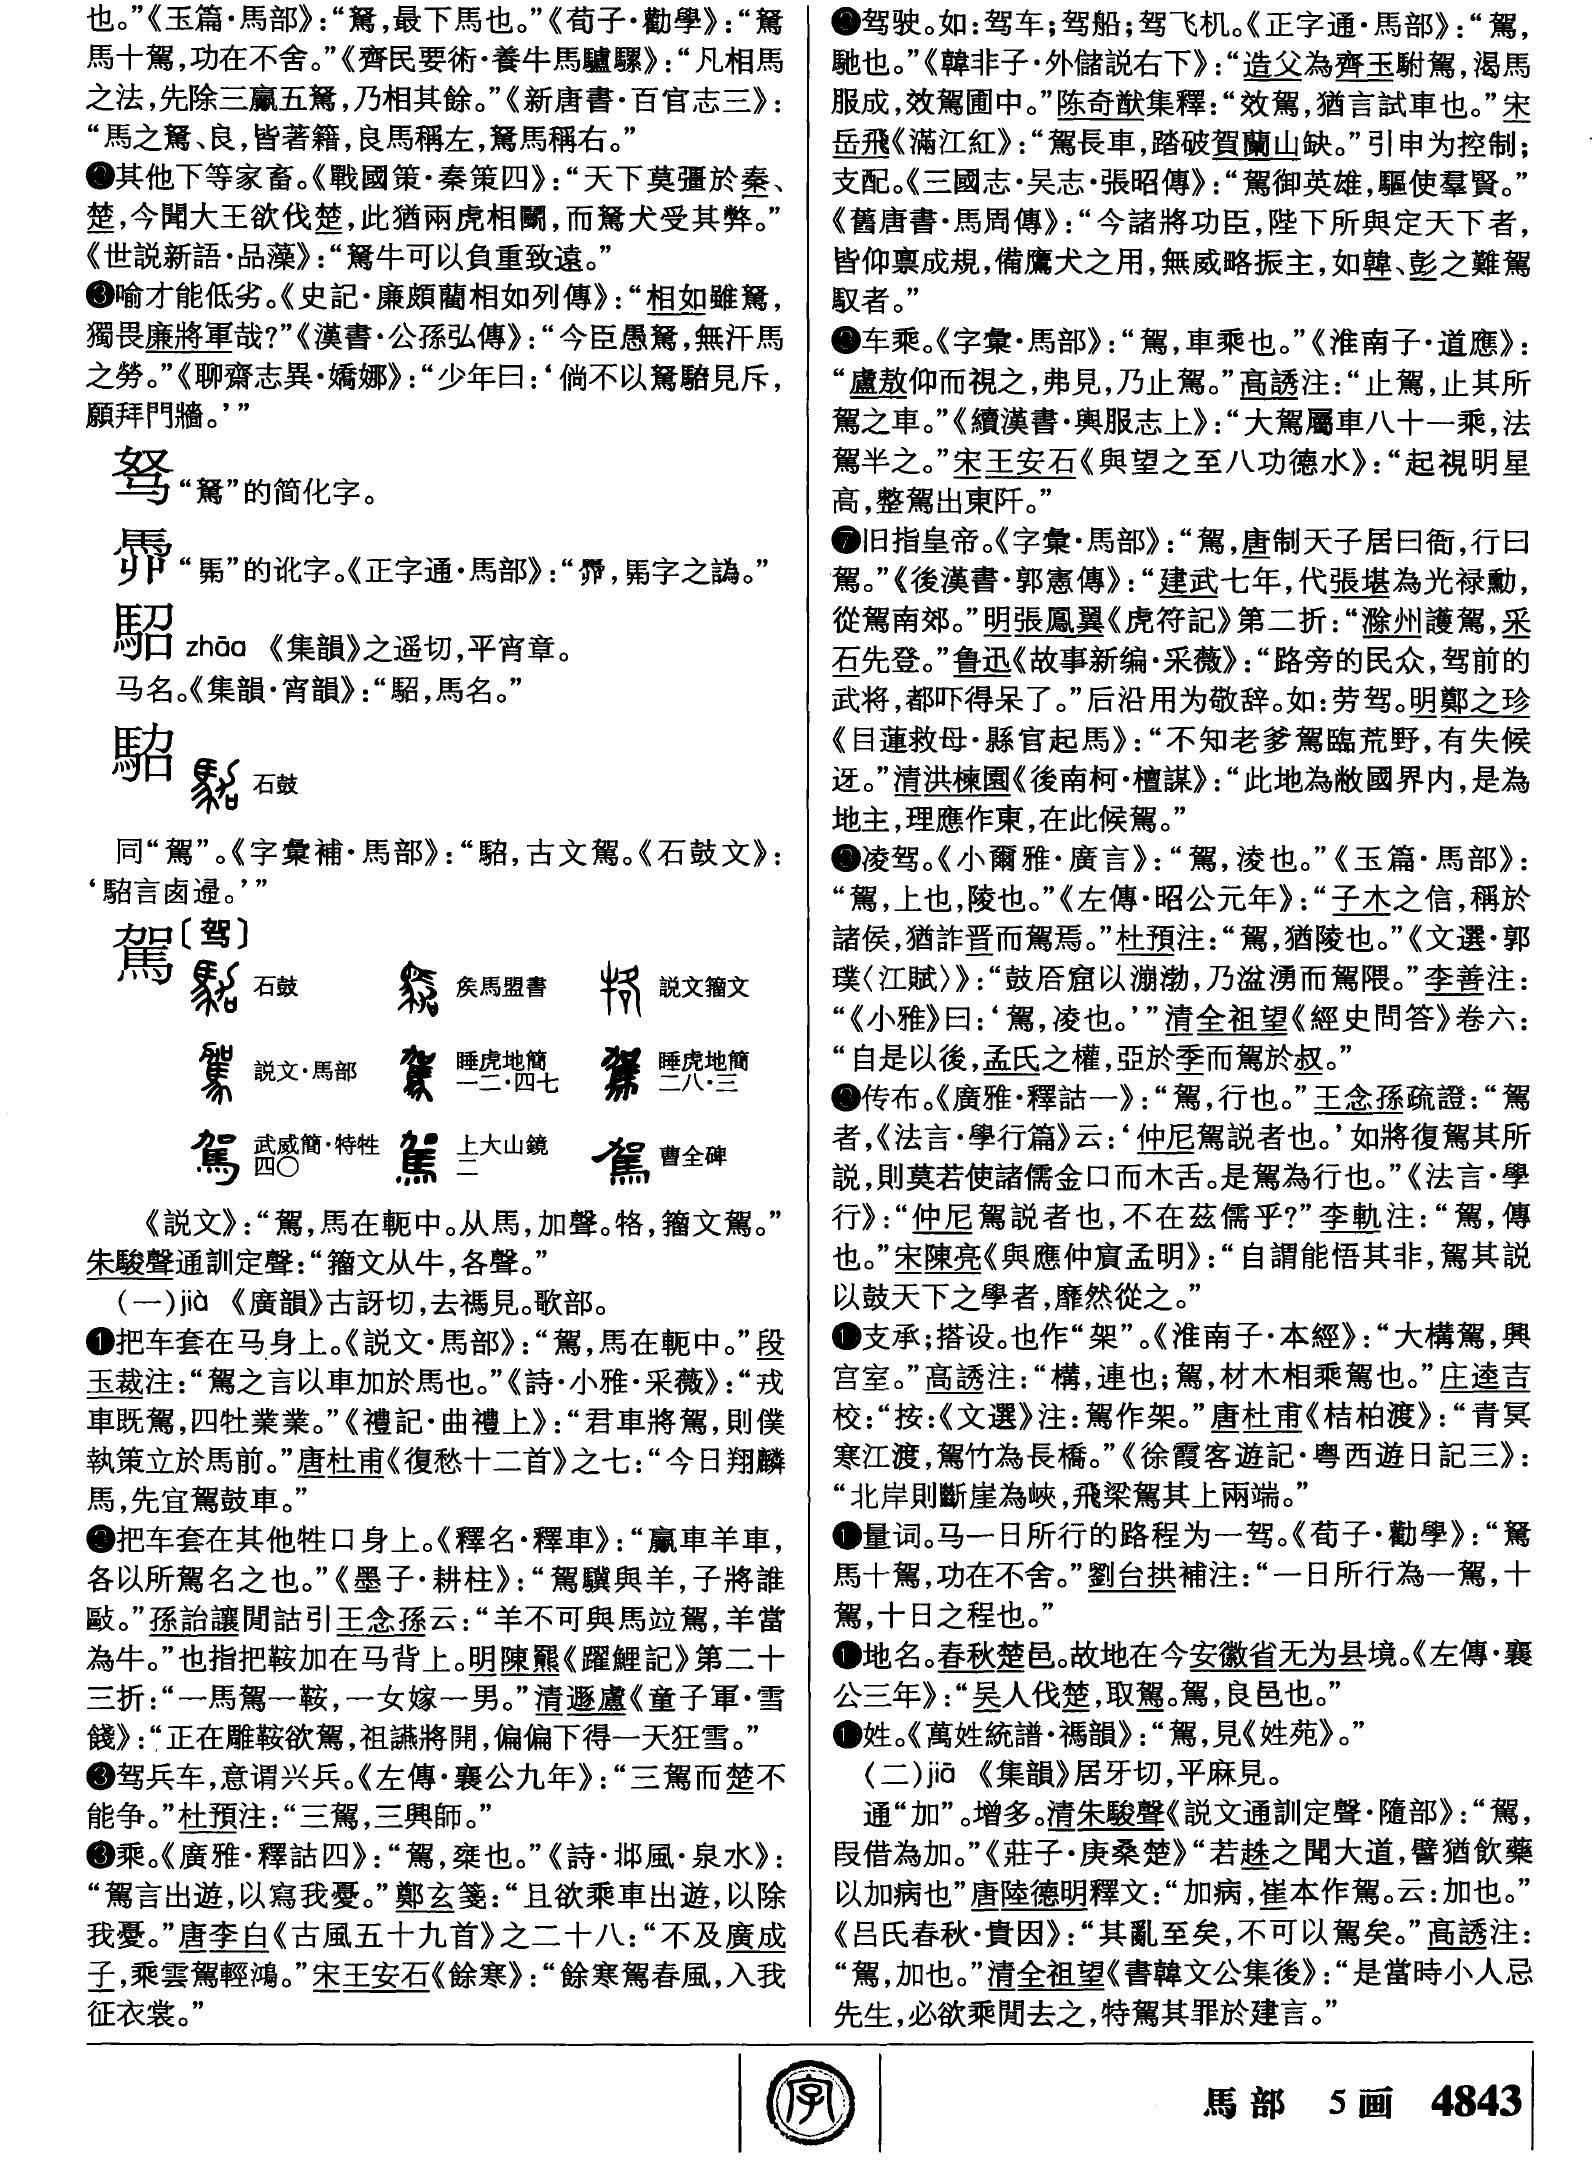 也。”《玉篇·馬部》：“駑，最下馬也。”《荀子·勸學》：“駑
馬十駕，功在不舍。”《齊民要術·養牛馬驢騾》：“凡相馬
之法，先除三羸五駑，乃相其餘。”《新唐書·百官志三》：
“馬之駑、良，皆著籍，良馬稱左，駑馬稱右。”
❷其他下等家畜。《戰國策·秦策四》：“天下莫彊於秦、
楚，今聞大王欲伐楚，此猶兩虎相鬭，而駑犬受其弊。”
《世説新語·品藻》：“駑牛可以負重致遠。”
❸喻才能低劣。《史記·廉頗藺相如列傳》：“相如雖駑，
獨畏廉將軍哉?”《漢書·公孫弘傳》：“今臣愚駑，無汗馬
之勞。”《聊齋志異·嬌娜》：“少年曰：‘倘不以駑駘見斥，
願拜門牆。’”
驽“駑”的简化字。
“”的讹字。《正字通·馬部》：“，字之譌。”
駋 zhāo 《集韻》之遥切，平宵章。
马名。《集韻·宵韻》：“駋，馬名。”
石鼓
同“駕”。《字彙補·馬部》：“，古文駕。《石鼓文》：
‘言卤。’”
駕〔驾〕
石鼓 矦馬盟書 説文籀文
説文·馬部 睡虎地簡一二·四七 睡虎地簡二八·三
武威簡·特牲四〇 上大山鏡二 曹全碑
《説文》：“駕，馬在軛中。从馬，加聲。𢁳，籀文駕。”
朱駿聲通訓定聲：“籀文从牛，各聲。”
（一）jià 《廣韻》古訝切，去禡見。歌部。
❶把车套在马身上。《説文·馬部》：“駕，馬在軛中。”段
玉裁注：“駕之言以車加於馬也。”《詩·小雅·采薇》：“戎
車既駕，四牡業業。”《禮記·曲禮上》：“君車將駕，則僕
執策立於馬前。”唐杜甫《復愁十二首》之七：“今日翔麟
馬，先宜駕鼓車。”
❷把车套在其他牲口身上。《釋名·釋車》：“羸車羊車，
各以所駕名之也。”《墨子·耕柱》：“駕驥與羊，子將誰
敺。”孫詒讓閒詁引王念孫云：“羊不可與馬竝駕，羊當
為牛。”也指把鞍加在马背上。明陳羆《躍鯉記》第二十
三折：“一馬駕一鞍，一女嫁一男。”清遯廬《童子軍·雪
餞》：“正在雕鞍欲駕，祖讌將開，偏偏下得一天狂雪。”
❸驾兵车，意谓兴兵。《左傳·襄公九年》：“三駕而楚不
能争。”杜預注：“三駕，三興師。”
❸乘。《廣雅·釋詁四》：“駕，椉也。”《詩·邶風·泉水》：
“駕言出遊，以寫我憂。”鄭玄箋：“且欲乘車出遊，以除
我憂。”唐李白《古風五十九首》之二十八：“不及廣成
子，乘雲駕輕鴻。”宋王安石《餘寒》：“餘寒駕春風，入我
征衣裳。”
驾驶。如：驾车；驾船；驾飞机。《正字通·馬部》：“駕，
馳也。”《韓非子·外儲説右下》：“造父為齊王駙駕，渴馬
服成，效駕圃中。”陈奇猷集釋：“效駕，猶言試車也。”宋
岳飛《滿江紅》：“駕長車，踏破賀蘭山缺。”引申为控制；
支配。《三國志·吴志·張昭傳》：“駕御英雄，驅使羣賢。”
《舊唐書·馬周傳》：“今諸將功臣，陛下所與定天下者，
皆仰禀成規，備鷹犬之用，無威略振主，如韓、彭之難駕
馭者。”
车乘。《字彙·馬部》：“駕，車乘也。”《淮南子·道應》：
“盧敖仰而視之，弗見，乃止駕。”高誘注：“止駕，止其所
駕之車。”《續漢書·輿服志上》：“大駕屬車八十一乘，法
駕半之。”宋王安石《與望之至八功德水》：“起視明星
高，整駕出東阡。”
❼旧指皇帝。《字彙·馬部》：“駕，唐制天子居曰衙，行曰
駕。”《後漢書·郭憲傳》：“建武七年，代張堪為光禄勳，
從駕南郊。”明張鳳翼《虎符記》第二折：“滁州護駕，采
石先登。”鲁迅《故事新编·采薇》：“路旁的民众，驾前的
武将，都吓得呆了。”后沿用为敬辞。如：劳驾。明鄭之珍
《目蓮救母·縣官起馬》：“不知老爹駕臨荒野，有失候
迓。”清洪楝園《後南柯·檀謀》：“此地為敝國界内，是為
地主，理應作東，在此候駕。”
凌驾。《小爾雅·廣言》：“駕，淩也。”《玉篇·馬部》：
“駕，上也，陵也。”《左傳·昭公元年》：“子木之信，稱於
諸侯，猶詐晋而駕焉。”杜預注：“駕，猶陵也。”《文選·郭
璞〈江賦〉》：“鼓㕎窟以漰渤，乃湓湧而駕隈。”李善注：
“《小雅》曰：‘駕，凌也。’”清全祖望《經史問答》卷六：
“自是以後，孟氏之權，亞於季而駕於叔。”
传布。《廣雅·釋詁一》：“駕，行也。”王念孫疏證：“駕
者，《法言·學行篇》云：‘仲尼駕説者也。’如將復駕其所
説，則莫若使諸儒金口而木舌。是駕為行也。”《法言·學
行》：“仲尼駕説者也，不在茲儒乎?”李軌注：“駕，傳
也。”宋陳亮《與應仲實孟明》：“自謂能悟其非，駕其説
以鼓天下之學者，靡然從之。”
支承；搭设。也作“架”。《淮南子·本經》：“大構駕，興
宫室。”高誘注：“構，連也；駕，材木相乘駕也。”庄逵吉
校：“按：《文選》注：駕作架。”唐杜甫《桔柏渡》：“青冥
寒江渡，駕竹為長橋。”《徐霞客遊記·粤西遊日記三》：
“北岸則斷崖為峽，飛梁駕其上兩端。”
量词。马一日所行的路程为一驾。《荀子·勸學》：“駑
馬十駕，功在不舍。”劉台拱補注：“一日所行為一駕，十
駕，十日之程也。”
地名。春秋楚邑。故地在今安徽省无为县境。《左傳·襄
公三年》：“吴人伐楚，取駕。駕，良邑也。”
姓。《萬姓統譜·禡韻》：“駕，見《姓苑》。”
（二）jiā 《集韻》居牙切，平麻見。
通“加”。增多。清朱駿聲《説文通訓定聲·隨部》：“駕，
叚借為加。”《莊子·庚桑楚》“若趎之聞大道，譬猶飲藥
以加病也”唐陸德明釋文：“加病，崔本作駕。云：加也。”
《吕氏春秋·貴因》：“其亂至矣，不可以駕矣。”高誘注：
“駕，加也。”清全祖望《書韓文公集後》：“是當時小人忌
先生，必欲乘閒去之，特駕其罪於建言。”
字
馬部 5画 4843